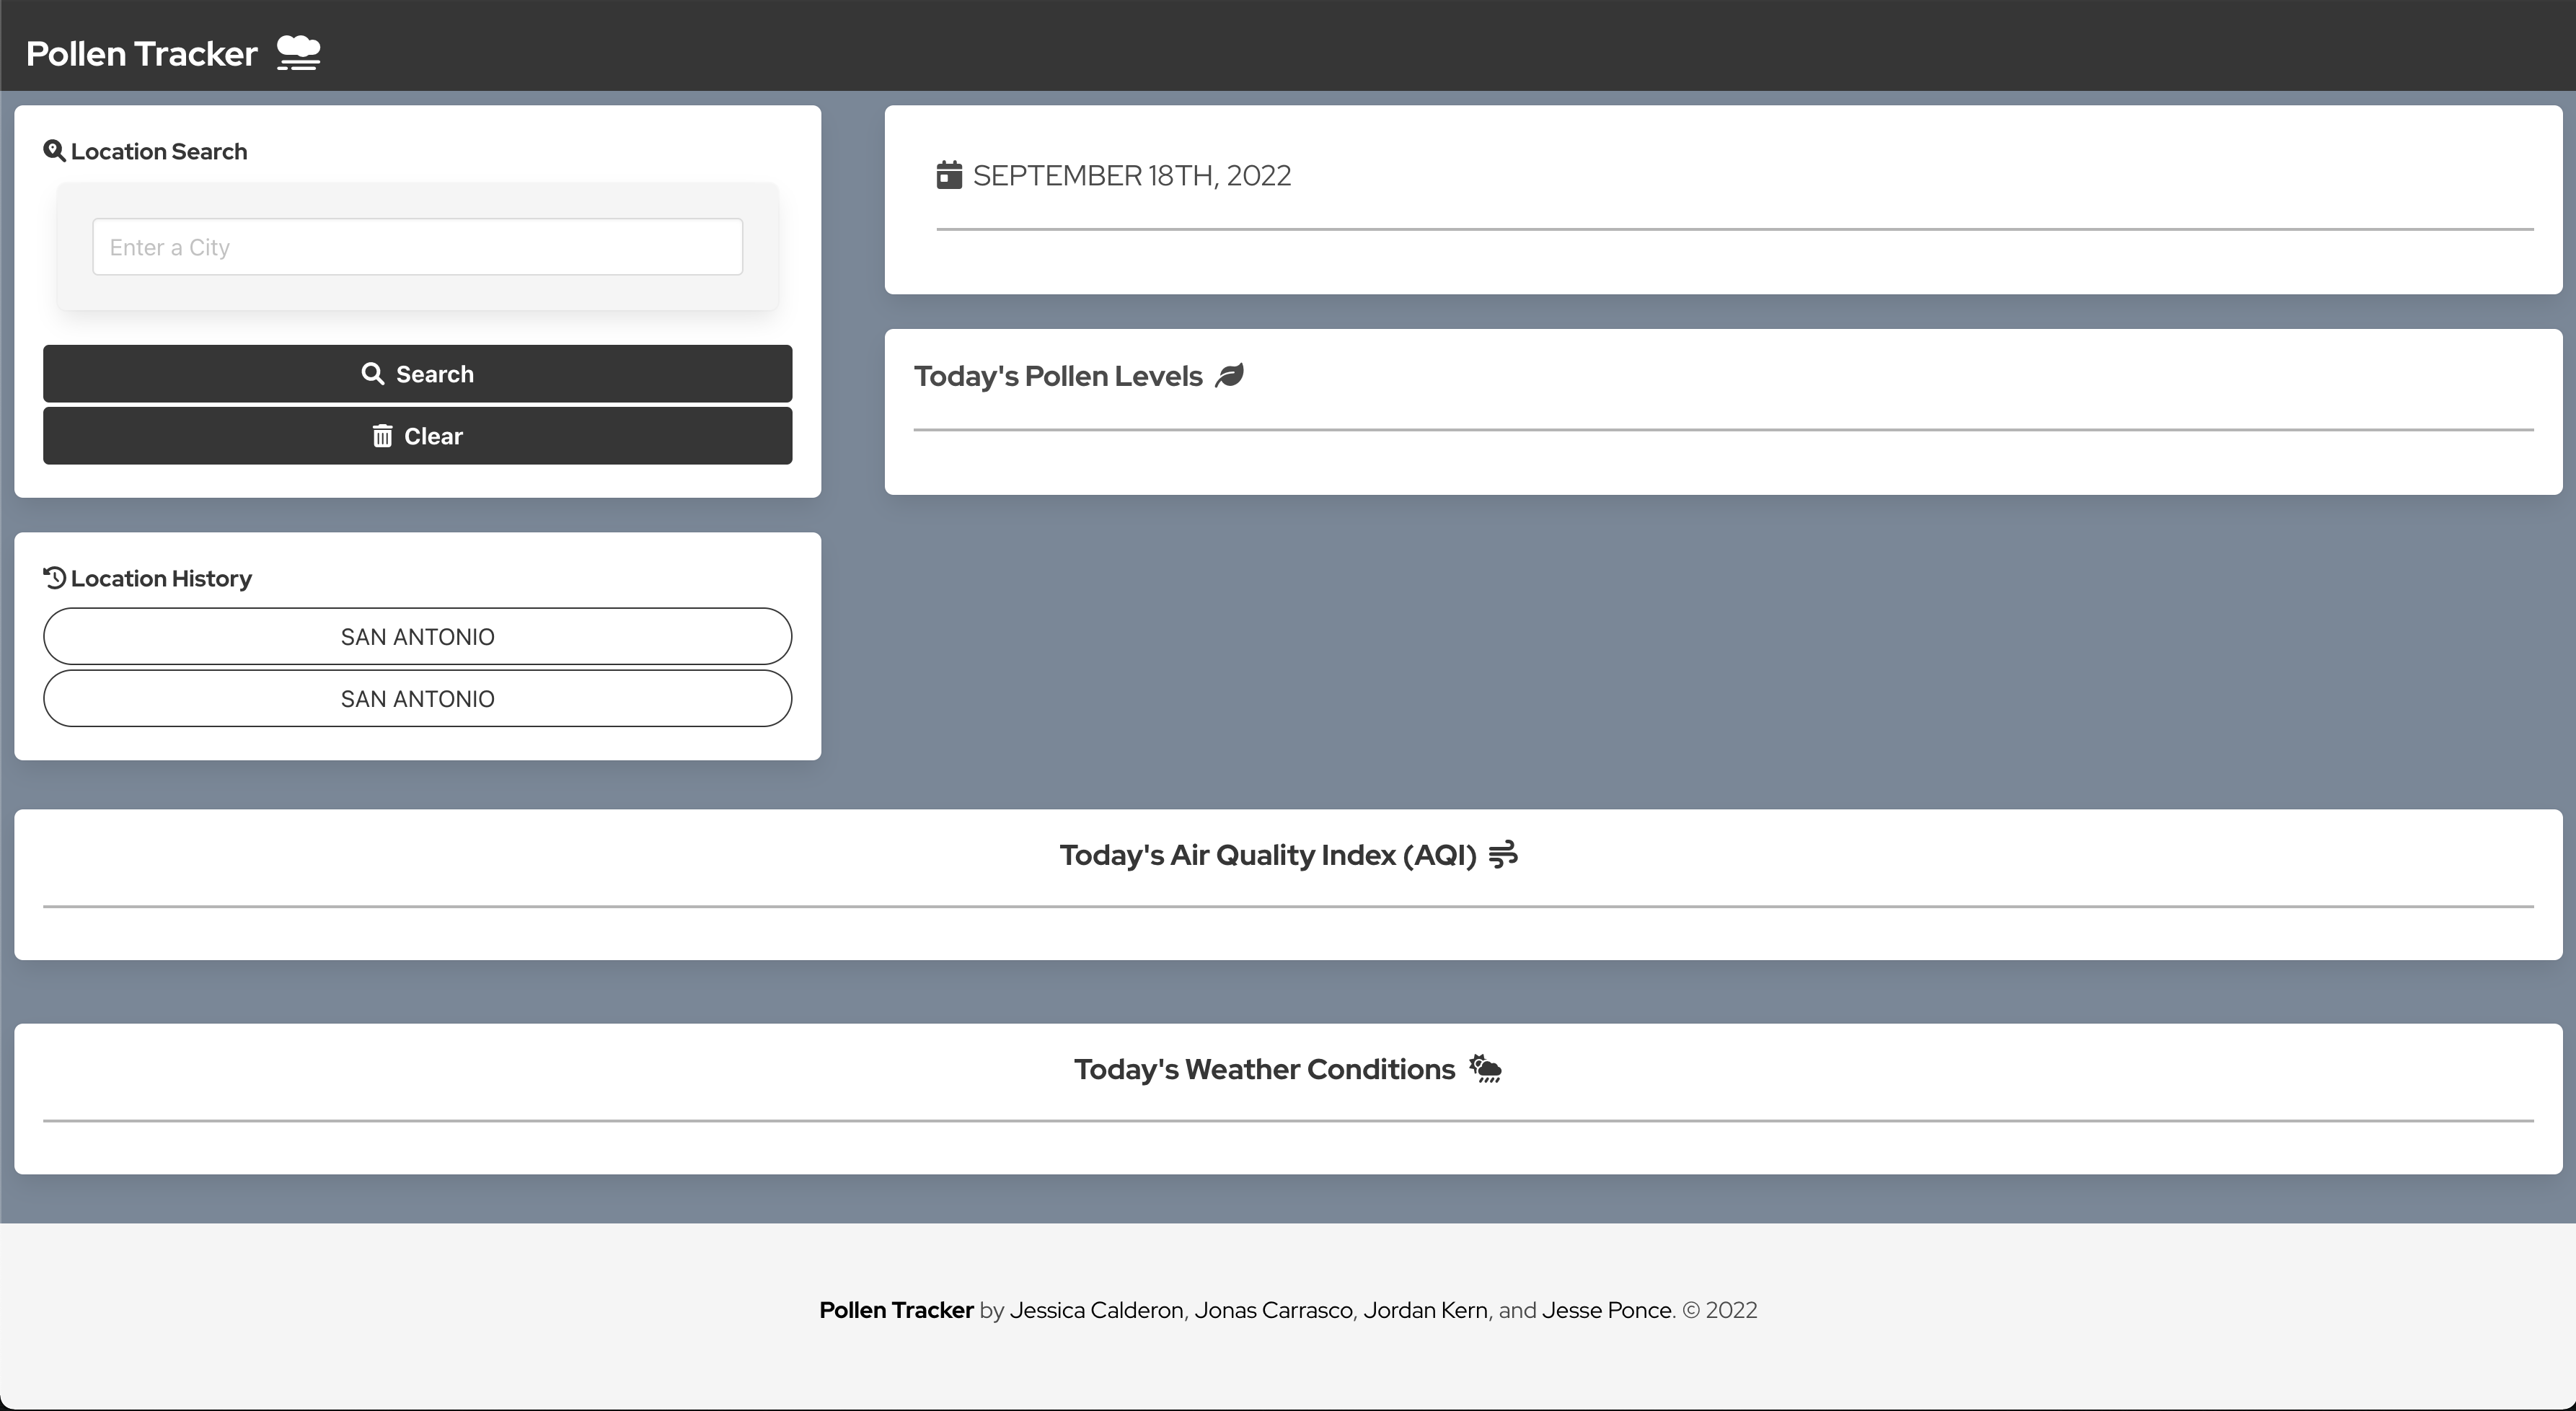 Pollen Tracker
Location Search
Enter a City
Search
Clear
Location History
SAN ANTONIO
SAN ANTONIO
SEPTEMBER 18TH, 2022
Today's Pollen Levels
Today's Air Quality Index (AQI)
Today's Weather Conditions
Pollen Tracker by Jessica Calderon, Jonas Carrasco, Jordan Kern, and Jesse Ponce. © 2022